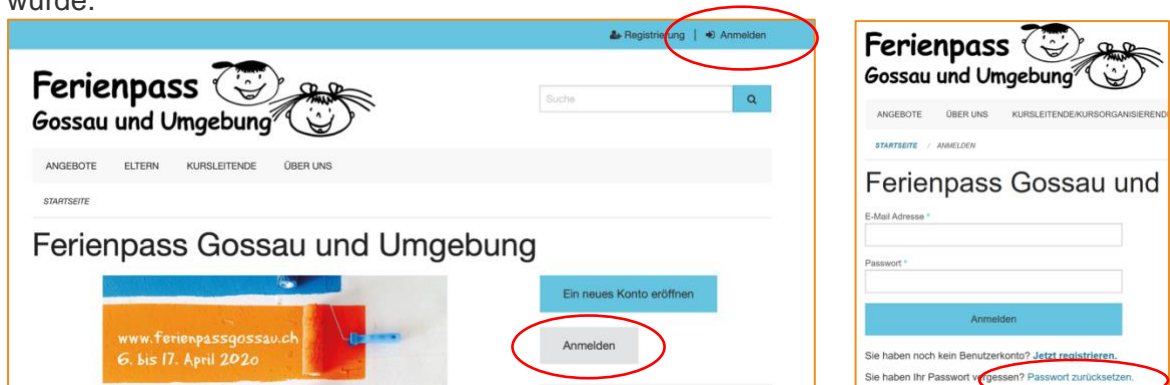 wurde.
Registrierung | Anmelden
Ferienpass
Gossau und Umgebung
Suche
ANGEBOTE ELTERN KURSLEITENDE ÜBER UNS
STARTSEITE
Ferienpass Gossau und Umgebung
www.ferienpassgossau.ch
6. bis 17. April 2020
Ein neues Konto eröffnen
Anmelden
Ferienpass
Gossau und Umgebung
ANGEBOTE ÜBER UNS KURSLEITENDE/KURSORGANISIEREND
STARTSEITE / ANMELDEN
Ferienpass Gossau und
E-Mail Adresse *
Passwort *
Anmelden
Sie haben noch kein Benutzerkonto? Jetzt registrieren.
Sie haben Ihr Passwort vergessen? Passwort zurücksetzen.